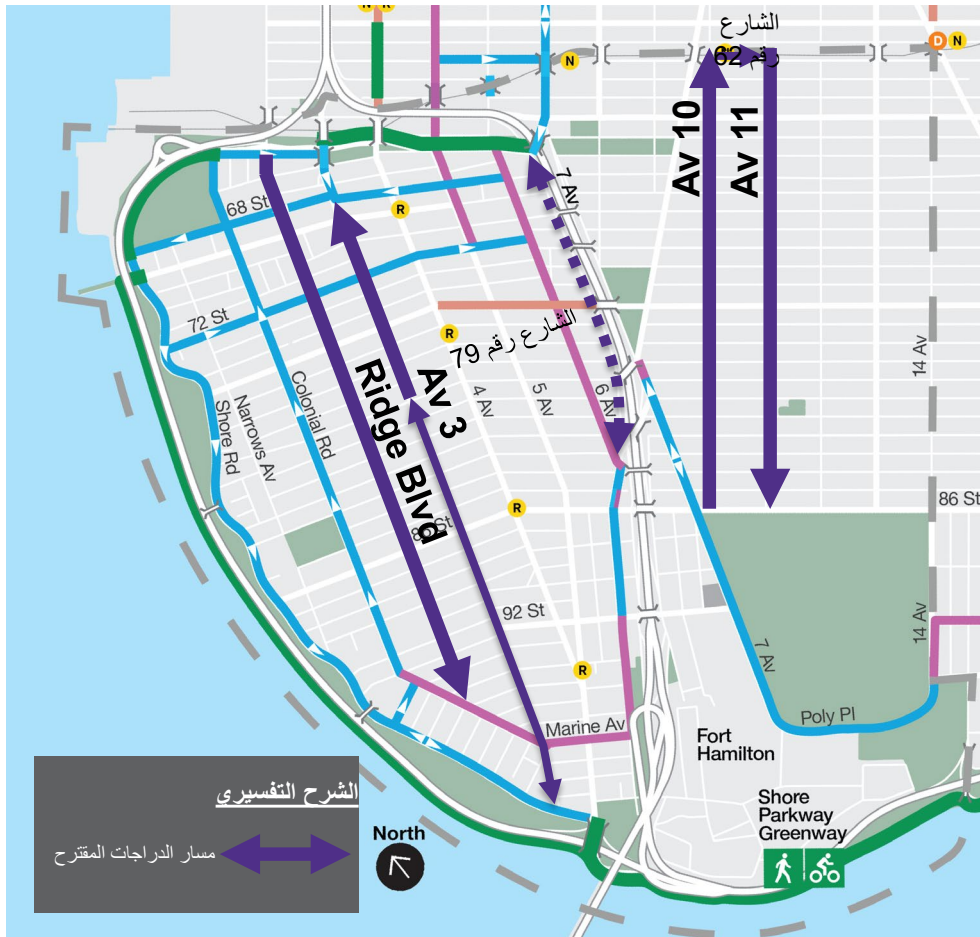 N
R
الشارع
رقم 62
N
D
N
Av 10
Av 11
7 Av
68 St
R
72 St
R
الشارع رقم 79
14 Av
Av 3
Ridge Blvd
4 Av
5 Av
6 Av
Colonial Rd
Narrows Av
Shore Rd
R
86 St
86 St
92 St
14 Av
7 Av
R
Poly Pl
Marine Av
Fort
Hamilton
الشرح التفسيري
مسار الدراجات المقترح
North
Shore
Parkway
Greenway